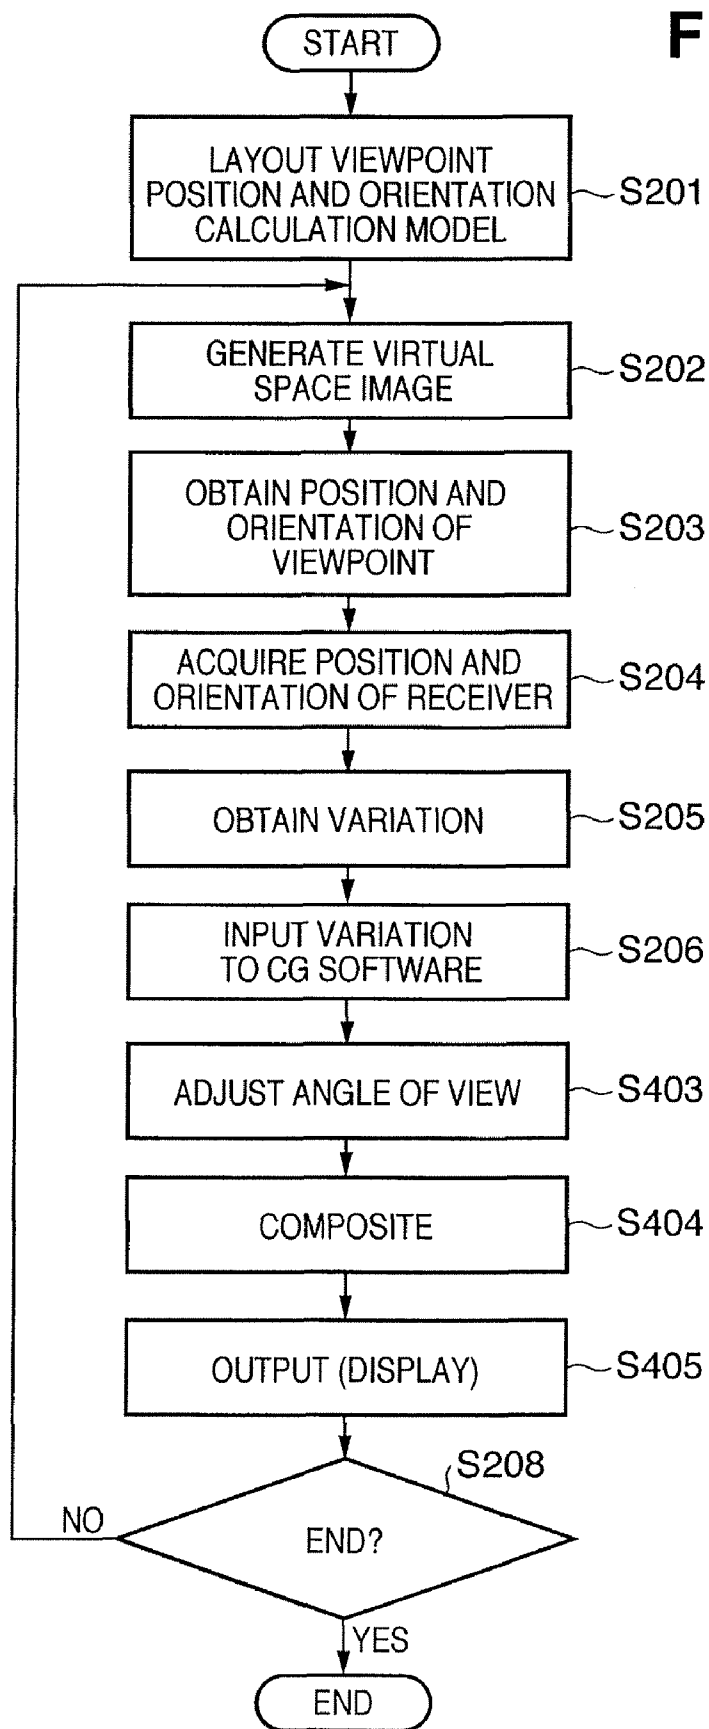 F
START
LAYOUT VIEWPOINT
POSITION AND ORIENTATION
CALCULATION MODEL
S201
GENERATE VIRTUAL
SPACE IMAGE
S202
OBTAIN POSITION AND
ORIENTATION OF
VIEWPOINT
S203
ACQUIRE POSITION AND
ORIENTATION OF RECEIVER
S204
OBTAIN VARIATION
S205
INPUT VARIATION
TO CG SOFTWARE
S206
ADJUST ANGLE OF VIEW
S403
COMPOSITE
S404
OUTPUT (DISPLAY)
S405
S208
NO
END?
YES
END